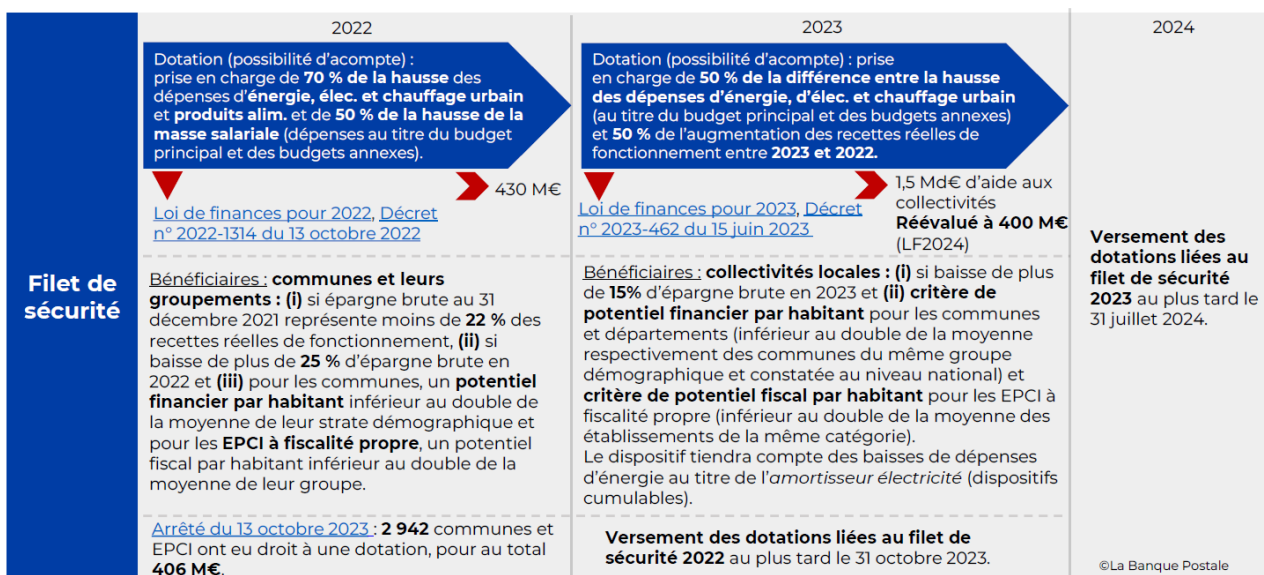 Filet de
sécurité
2022
Dotation (possibilité d'acompte) :
prise en charge de 70 % de la hausse des
dépenses d'énergie, élec. et chauffage urbain
et produits alim. et de 50 % de la hausse de la
masse salariale (dépenses au titre du budget
principal et des budgets annexes).
430 M€
Loi de finances pour 2022, Décret
n° 2022-1314 du 13 octobre 2022
Bénéficiaires : communes et leurs
groupements : (i) si épargne brute au 31
décembre 2021 représente moins de 22 % des
recettes réelles de fonctionnement, (ii) si
baisse de plus de 25 % d'épargne brute en
2022 et (iii) pour les communes, un potentiel
financier par habitant inférieur au double de
la moyenne de leur strate démographique et
pour les EPCI à fiscalité propre, un potentiel
fiscal par habitant inférieur au double de la
moyenne de leur groupe.
Arrêté du 13 octobre 2023 : 2 942 communes et
EPCI ont eu droit à une dotation, pour au total
406 M€.
2023
Dotation (possibilité d'acompte) : prise
en charge de 50 % de la différence entre la hausse
des dépenses d'énergie, d'élec. et chauffage urbain
(au titre du budget principal et des budgets annexes)
et 50 % de l'augmentation des recettes réelles de
fonctionnement entre 2023 et 2022.
Loi de finances pour 2023, Décret
n° 2023-462 du 15 juin 2023
1,5 Md€ d'aide aux
collectivités
Réévalué à 400 M€
(LF2024)
Bénéficiaires : collectivités locales : (i) si baisse de plus
de 15% d'épargne brute en 2023 et (ii) critère de
potentiel financier par habitant pour les communes
et départements (inférieur au double de la moyenne
respectivement des communes du même groupe
démographique et constatée au niveau national) et
critère de potentiel fiscal par habitant pour les EPCI à
fiscalité propre (inférieur au double de la moyenne des
établissements de la même catégorie).
Le dispositif tiendra compte des baisses de dépenses
d'énergie au titre de l'amortisseur électricité (dispositifs
cumulables).
Versement des dotations liées au filet de
sécurité 2022 au plus tard le 31 octobre 2023.
2024
Versement des
dotations liées au
filet de sécurité
2023 au plus tard le
31 juillet 2024.
©La Banque Postale